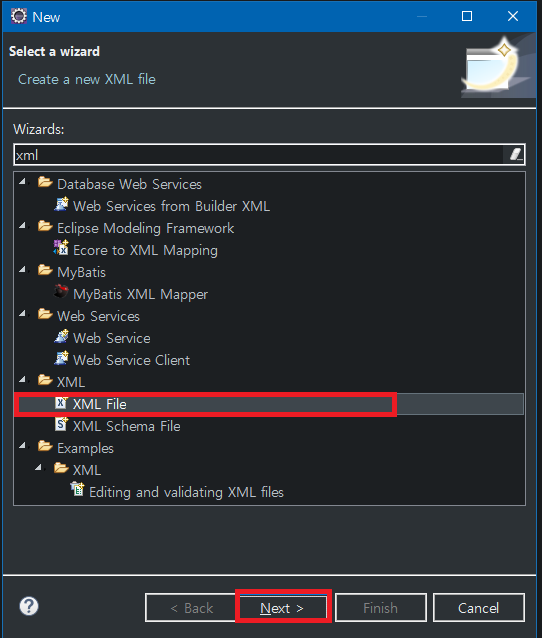 New
Select a wizard
Create a new XML file
Wizards:
xml
Database Web Services
Web Services from Builder XML
Eclipse Modeling Framework
Ecore to XML Mapping
MyBatis
MyBatis XML Mapper
Web Services
Web Service
Web Service Client
XML
XML File
XML Schema File
Examples
XML
Editing and validating XML files
? < Back Next > Finish Cancel